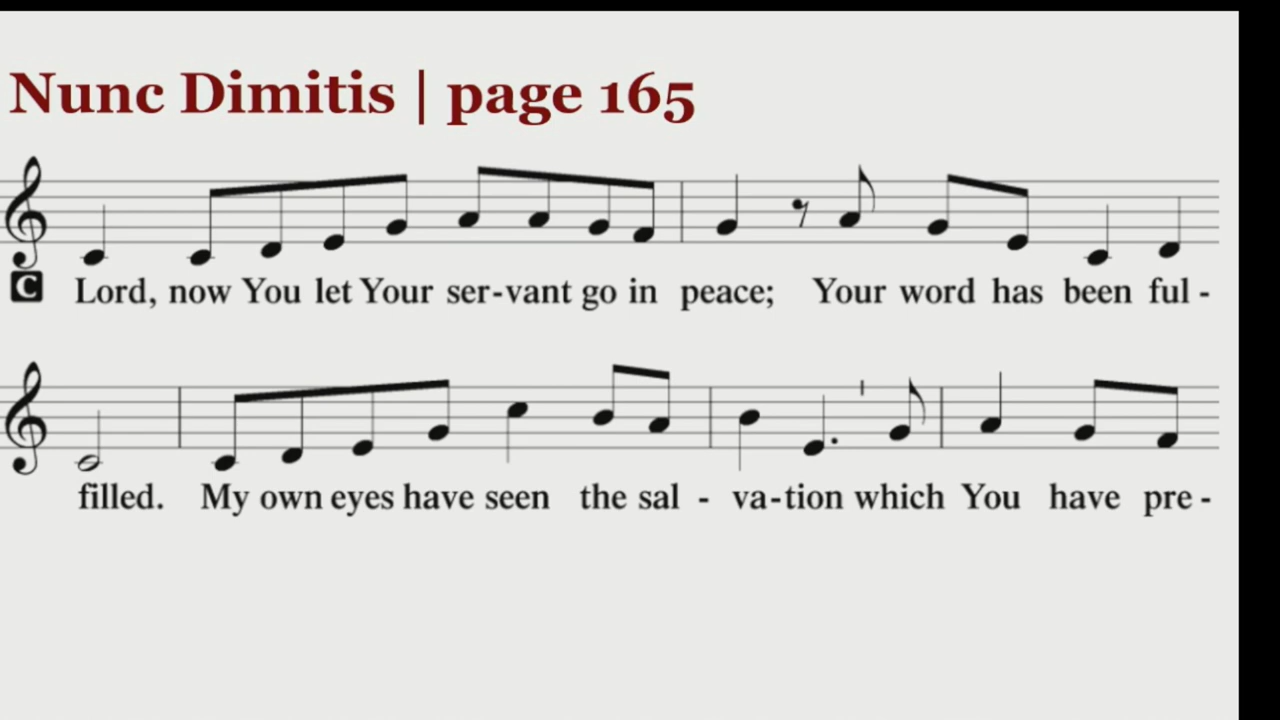 Nunc Dimitis | page 165
C Lord, now You let Your ser-vant go in peace; Your word has been ful-
filled. My own eyes have seen the sal - va-tion which You have pre-